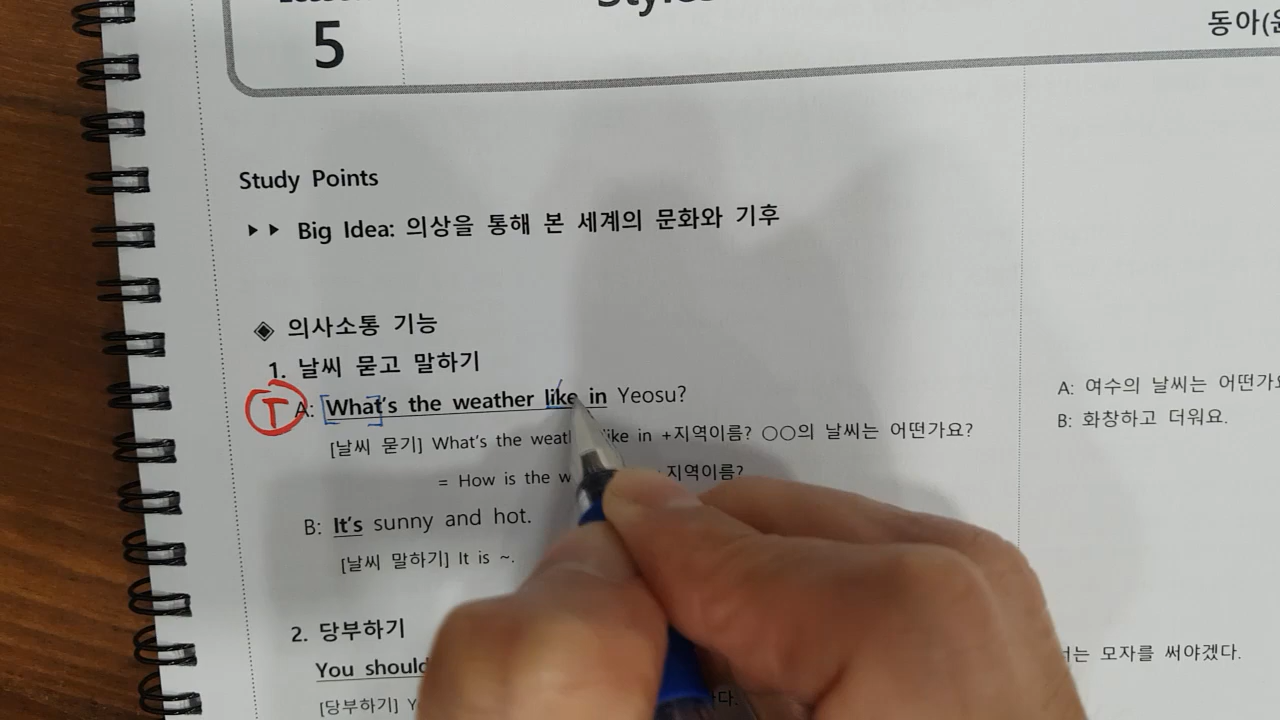 5
동아(
Study Points
▶ ▶ Big Idea: 의상을 통해 본 세계의 문화와 기후
◈ 의사소통 기능
1. 날씨 묻고 말하기
T A: What's the weather like in Yeosu?
[날씨 묻기] What's the like in +지역이름? ○○의 날씨는 어떤가요?
= How is the 지역이름?
B: It's sunny and hot.
[날씨 말하기] It is ~.
2. 당부하기
You should
[당부하기]
A: 여수의 날씨는
B: 화창하고 더워요.
모자를 써야겠다.